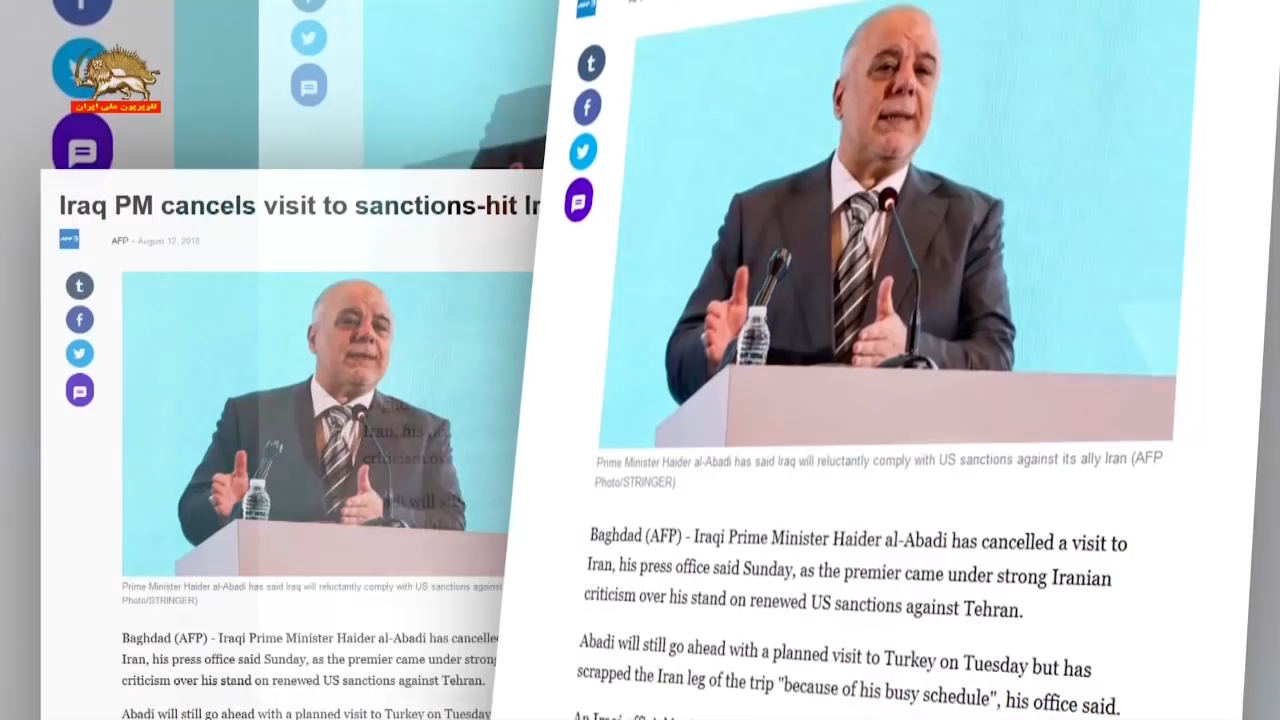 تلویزیون ملی ایران
Iraq PM cancels visit to sanctions-hit Ir
AFP
AFP • August 12, 2018
Prime Minister Haider al-Abadi has said Iraq will reluctantly comply with US sanctions against
Photo/STRINGER)
Baghdad (AFP) - Iraqi Prime Minister Haider al-Abadi has cancelled
Iran, his press office said Sunday, as the premier came under strong
criticism over his stand on renewed US sanctions against Tehran.
Abadi will still go ahead with a planned visit to Turkey on Tuesday
AFP
Prime Minister Haider al-Abadi has said Iraq will reluctantly comply with US sanctions against its ally Iran (AFP
Photo/STRINGER)
Baghdad (AFP) - Iraqi Prime Minister Haider al-Abadi has cancelled a visit to
Iran, his press office said Sunday, as the premier came under strong Iranian
criticism over his stand on renewed US sanctions against Tehran.
Abadi will still go ahead with a planned visit to Turkey on Tuesday but has
scrapped the Iran leg of the trip "because of his busy schedule", his office said.